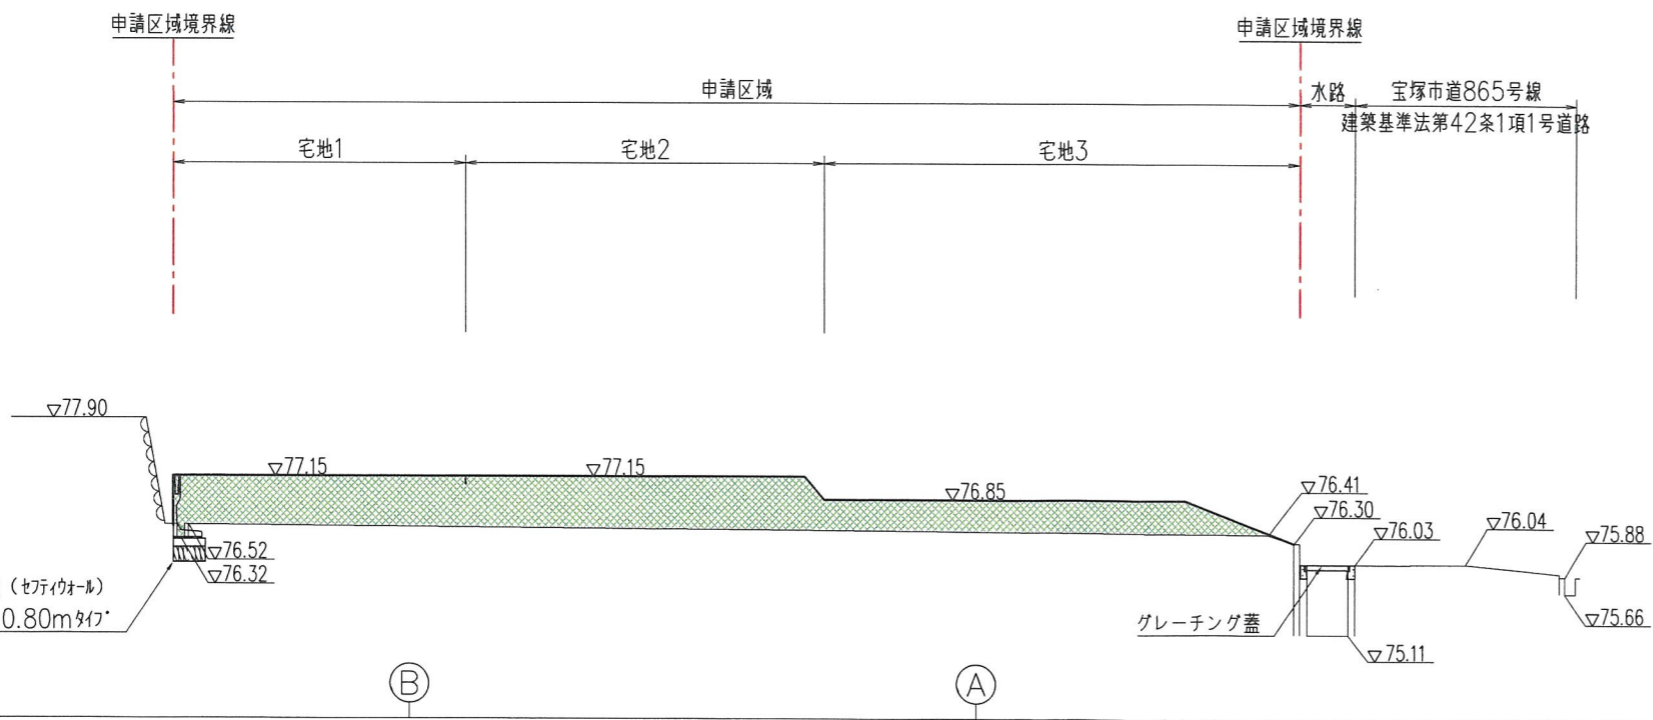 申請区域境界線
申請区域境界線
申請区域
水路
宝塚市道865号線
建築基準法第42条1項1号道路
宅地1
宅地2
宅地3
▽77.90
▽77.15
▽77.15
▽76.85
▽76.41
▽76.30
▽76.03
▽76.04
▽75.88
▽76.52
▽76.32
(セフティウォール)
0.80mタイプ
グレーチング蓋
▽75.66
▽75.11
B
A